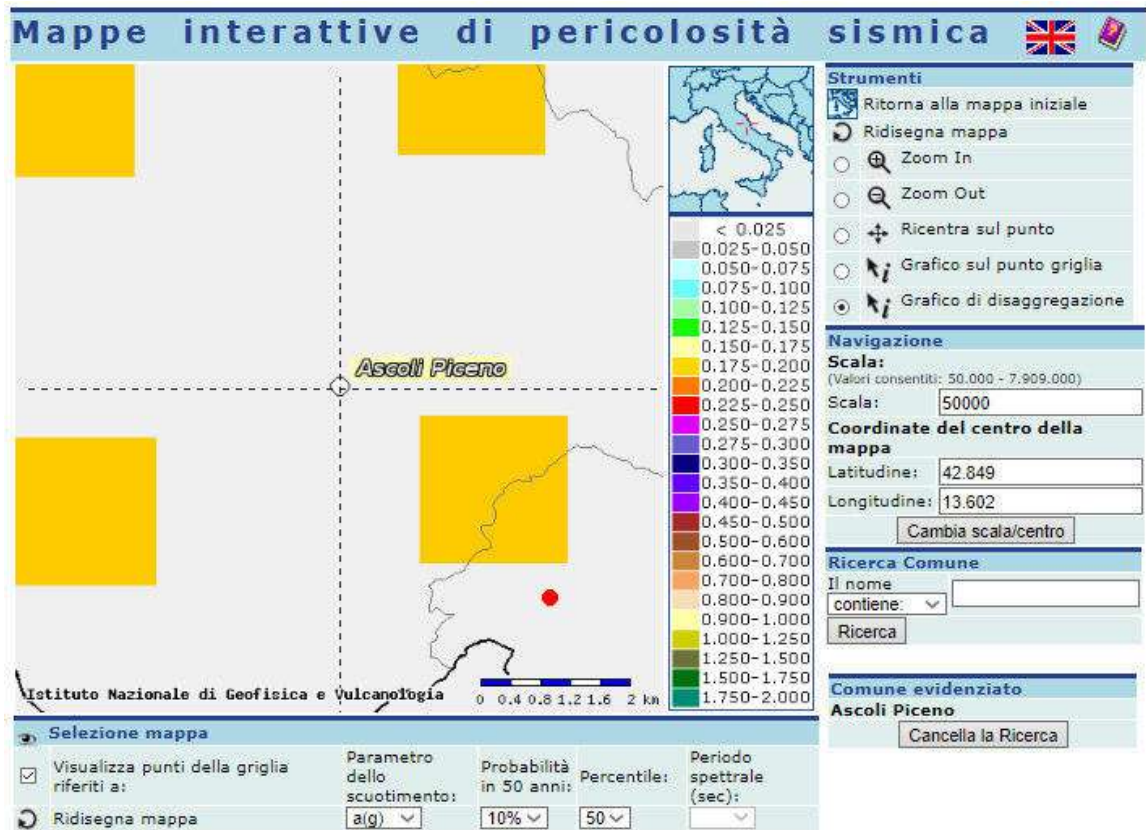 Mappe interattive di pericolosità sismica
Ascoli Piceno
Istituto Nazionale di Geofisica e Vulcanologia
0 0.4 0.8 1.2 1.6 2 km
< 0.025
0.025-0.050
0.050-0.075
0.075-0.100
0.100-0.125
0.125-0.150
0.150-0.175
0.175-0.200
0.200-0.225
0.225-0.250
0.250-0.275
0.275-0.300
0.300-0.350
0.350-0.400
0.400-0.450
0.450-0.500
0.500-0.600
0.600-0.700
0.700-0.800
0.800-0.900
0.900-1.000
1.000-1.250
1.250-1.500
1.500-1.750
1.750-2.000
Strumenti
Ritorna alla mappa iniziale
Ridisegna mappa
Zoom In
Zoom Out
Ricentra sul punto
i Grafico sul punto griglia
i Grafico di disaggregazione
Navigazione
Scala:
(Valori consentiti: 50.000 - 7.909.000)
Scala: 50000
Coordinate del centro della
mappa
Latitudine: 42.849
Longitudine: 13.602
Cambia scala/centro
Ricerca Comune
Il nome
contiene:
Ricerca
Comune evidenziato
Ascoli Piceno
Cancella la Ricerca
Selezione mappa
Visualizza punti della griglia
riferiti a:
Parametro
dello
scuotimento:
Probabilità
in 50 anni:
Percentile:
Periodo
spettrale
(sec):
Ridisegna mappa
a(g)
10%
50